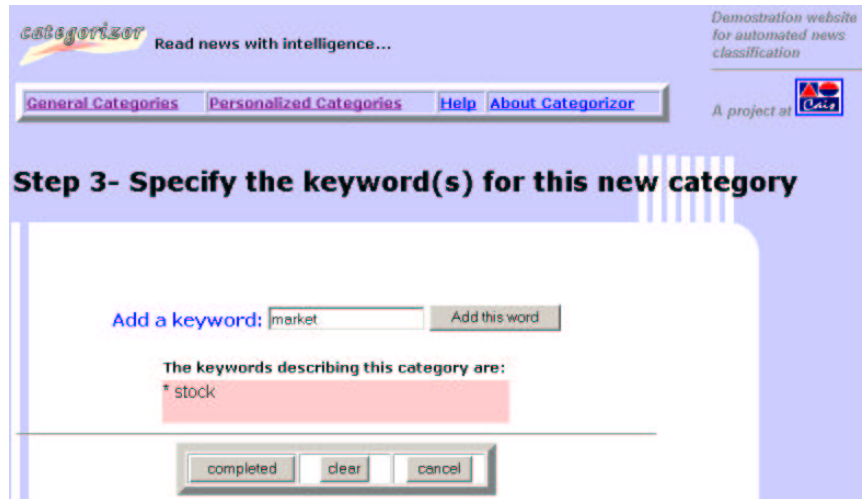 categorizor
Read news with intelligence...
Demostration website
for automated news
classification
General Categories Personalized Categories Help About Categorizor
A project at Cais
Step 3- Specify the keyword(s) for this new category
Add a keyword: market Add this word
The keywords describing this category are:
* stock
completed clear cancel